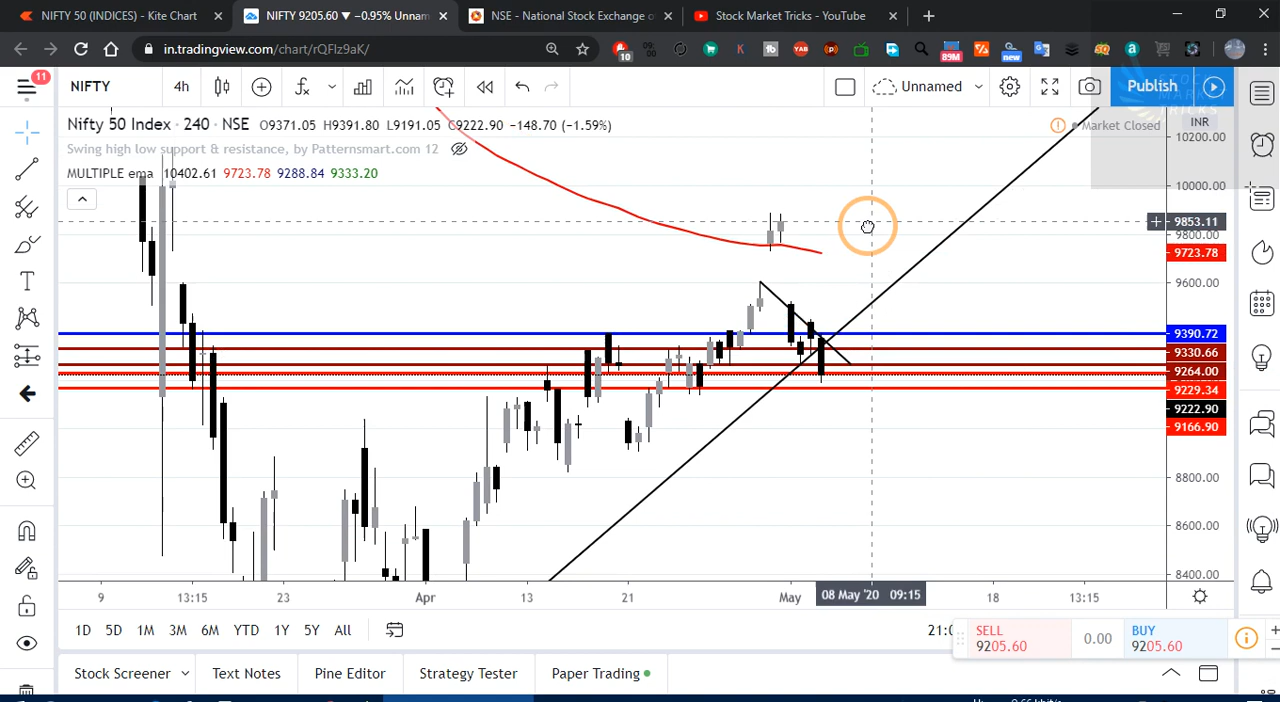 NIFTY 50 (INDICES) - Kite Chart
NIFTY 9205.60 ▼ −0.95% Unnam
NSE - National Stock Exchange o
Stock Market Tricks - YouTube
in.tradingview.com/chart/rQFlz9aK/
10
89M
new
11
NIFTY
4h
Unnamed
Publish
STOCK
MARKET
TRICKS
Nifty 50 Index · 240 · NSE O9371.05 H9391.80 L9191.05 C9222.90 −148.70 (−1.59%)
Market Closed
INR
Swing high low support & resistance, by Patternsmart.com 12
MULTIPLE ema 10402.61 9723.78 9288.84 9333.20
10200.00
10000.00
9853.11
9800.00
9723.78
9600.00
9390.72
9330.66
9264.00
9229.34
9222.90
9166.90
8800.00
8600.00
8400.00
9
13:15
23
Apr
13
21
May
08 May '20 09:15
18
13:15
1D 5D 1M 3M 6M YTD 1Y 5Y All
SELL
9205.60
0.00
BUY
9205.60
Stock Screener
Text Notes
Pine Editor
Strategy Tester
Paper Trading